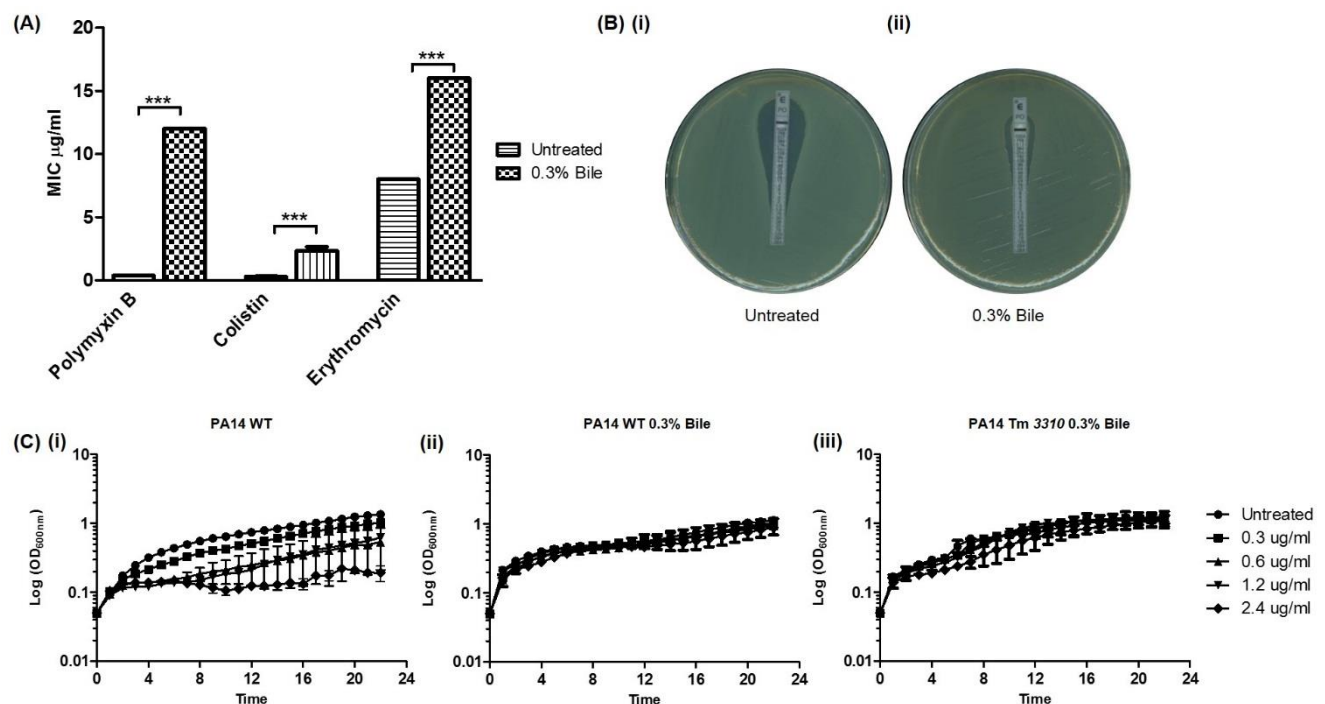 (A)
20
15
10
5
0
MIC µg/ml
***
***
***
Polymyxin B
Colistin
Erythromycin
Untreated
0.3% Bile
(B) (i)
(ii)
Untreated
0.3% Bile
PA14 WT
(C) (i)
10
1
0.1
0.01
Log (OD600nm)
0 4 8 12 16 20 24
Time
PA14 WT 0.3% Bile
(ii)
10
1
0.1
0.01
Log (OD600nm)
0 4 8 12 16 20 24
Time
PA14 Tm 3310 0.3% Bile
(iii)
10
1
0.1
0.01
Log (OD600nm)
0 4 8 12 16 20 24
Time
Untreated
0.3 ug/ml
0.6 ug/ml
1.2 ug/ml
2.4 ug/ml